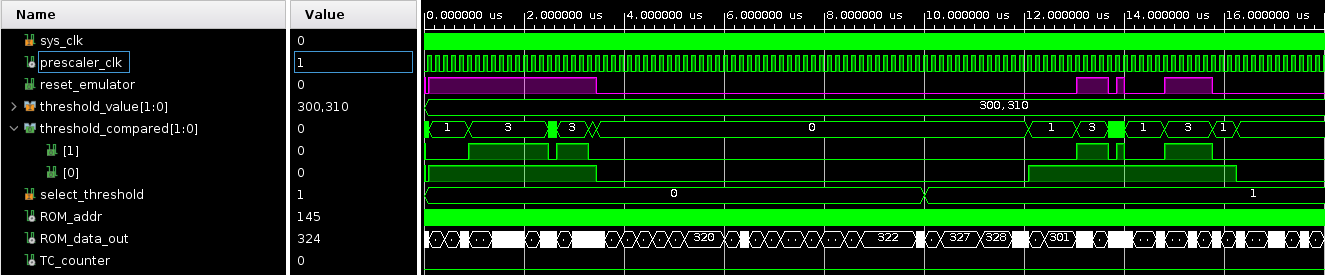 Name Value 0.000000 us 2.000000 us 4.000000 us 6.000000 us 8.000000 us 10.000000 us 12.000000 us 14.000000 us 16.000000 us
sys_clk 0
prescaler_clk 1
reset_emulator 0
threshold_value[1:0] 300,310 300,310
threshold_compared[1:0] 0 1 3 3 0 1 3 1 3 1
[1] 0
[0] 0
select_threshold 1 0 1
ROM_addr 145
ROM_data_out 324 .. .. ... .. .. .. .. 320 .. .. ... .. 322 .. 327 328 .. 301 .. ... .. .. ..
TC_counter 0